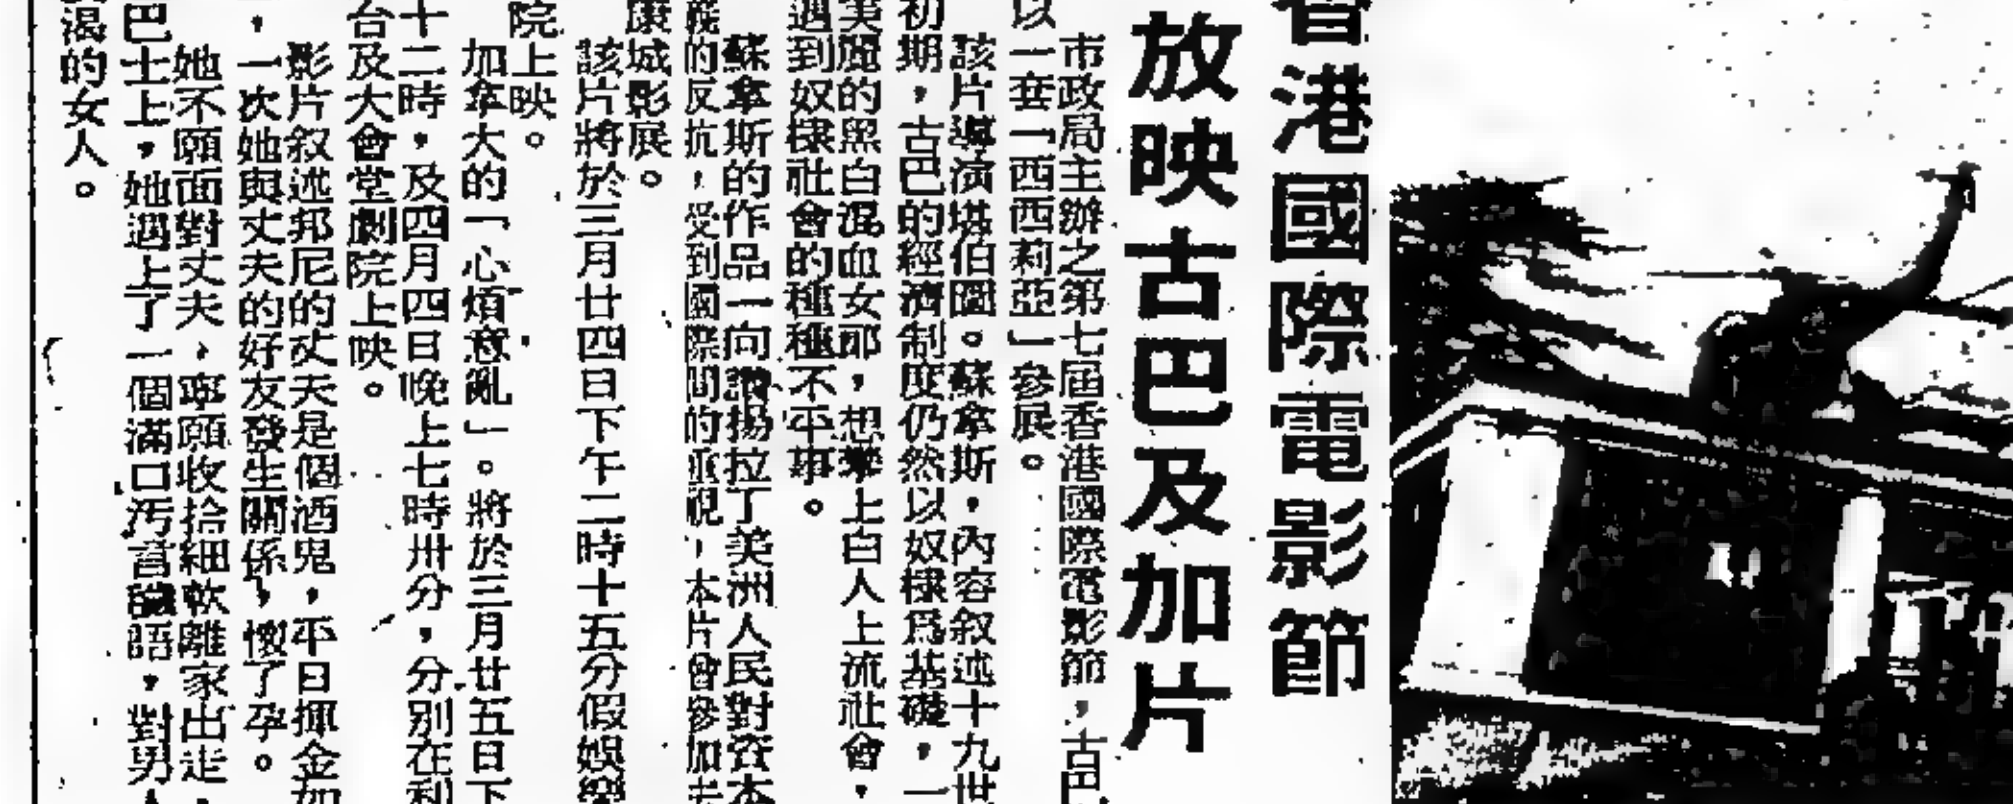 香港國際電影節
放映古巴及加片
市政局主辦之第七屆香港國際電影節，古巴
以一套「西西莉亞」參展。
該片導演堪伯圖。蘇拿斯，內容叙述十九世
初期，古巴的經濟制度仍然以奴棣爲基礎，一
美麗的黑白混血女郎，想攀上白人上流社會，
遇到奴棣社會的種種不平事。
蘇拿斯的作品一向讚揚拉丁美洲人民對資本
義的反抗，受到國際間的重視，本片曾參加去
康城影展。
該片將於三月廿四日下午二時十五分假娛樂
院上映。
加拿大的「心煩意亂」。將於三月廿五日下
十二時，及四月四日晚上七時卅分，分別在利
台及大會堂劇院上映。
影片叙述邦尼的丈夫是個酒鬼，平日揮金如
，一次她與丈夫的好友發生關係，懷了孕。
她不願面對丈夫，寧願收拾細軟離家出走，
巴士上，她遇上了一個滿口汚言語，對男人
渴的女人。